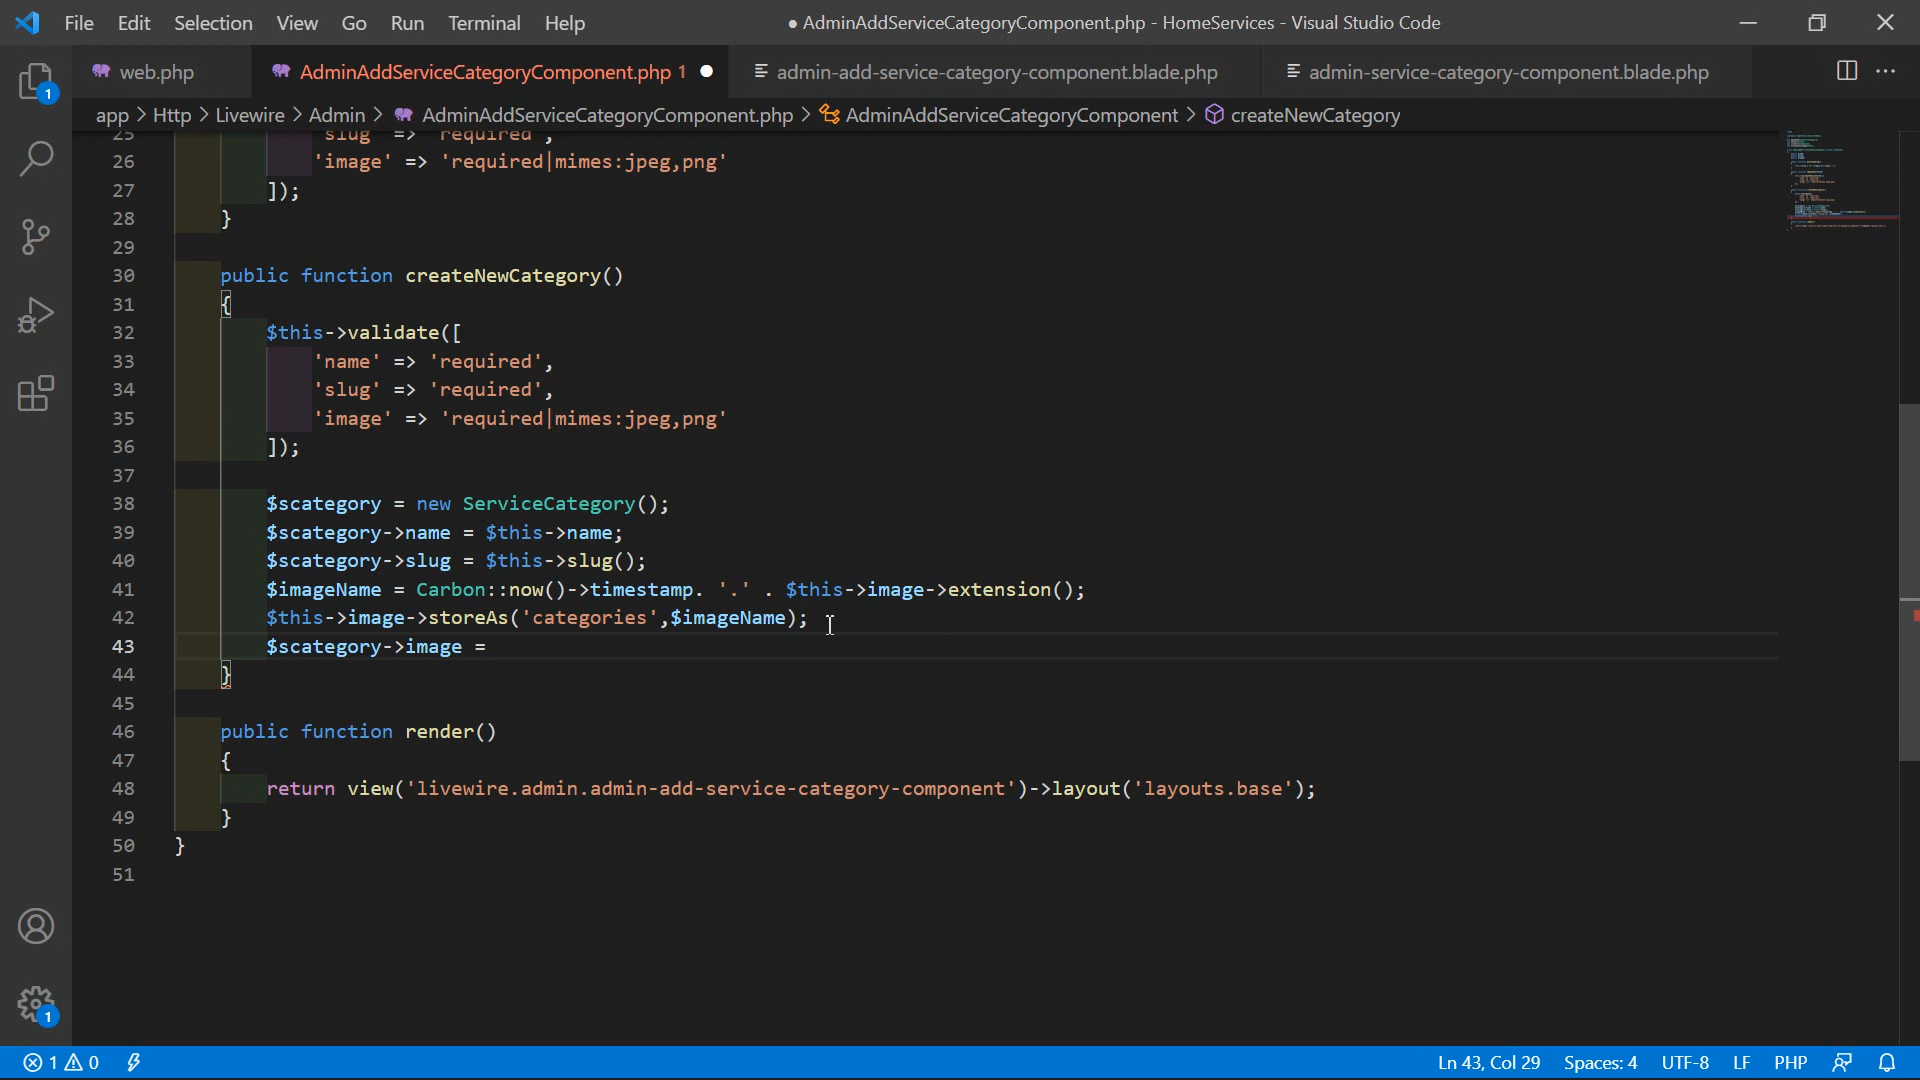 File Edit Selection View Go Run Terminal Help
● AdminAddServiceCategoryComponent.php - HomeServices - Visual Studio Code
web.php AdminAddServiceCategoryComponent.php 1 ● admin-add-service-category-component.blade.php admin-service-category-component.blade.php
app > Http > Livewire > Admin > AdminAddServiceCategoryComponent.php > AdminAddServiceCategoryComponent > createNewCategory
25 'slug' => 'required',
26 'image' => 'required|mimes:jpeg,png'
27 ]);
28 }
29
30 public function createNewCategory()
31 {
32 $this->validate([
33 'name' => 'required',
34 'slug' => 'required',
35 'image' => 'required|mimes:jpeg,png'
36 ]);
37
38 $scategory = new ServiceCategory();
39 $scategory->name = $this->name;
40 $scategory->slug = $this->slug();
41 $imageName = Carbon::now()->timestamp. '.' . $this->image->extension();
42 $this->image->storeAs('categories',$imageName);
43 $scategory->image =
44 }
45
46 public function render()
47 {
48 return view('livewire.admin.admin-add-service-category-component')->layout('layouts.base');
49 }
50 }
51
1
1
1 0 Ln 43, Col 29 Spaces: 4 UTF-8 LF PHP